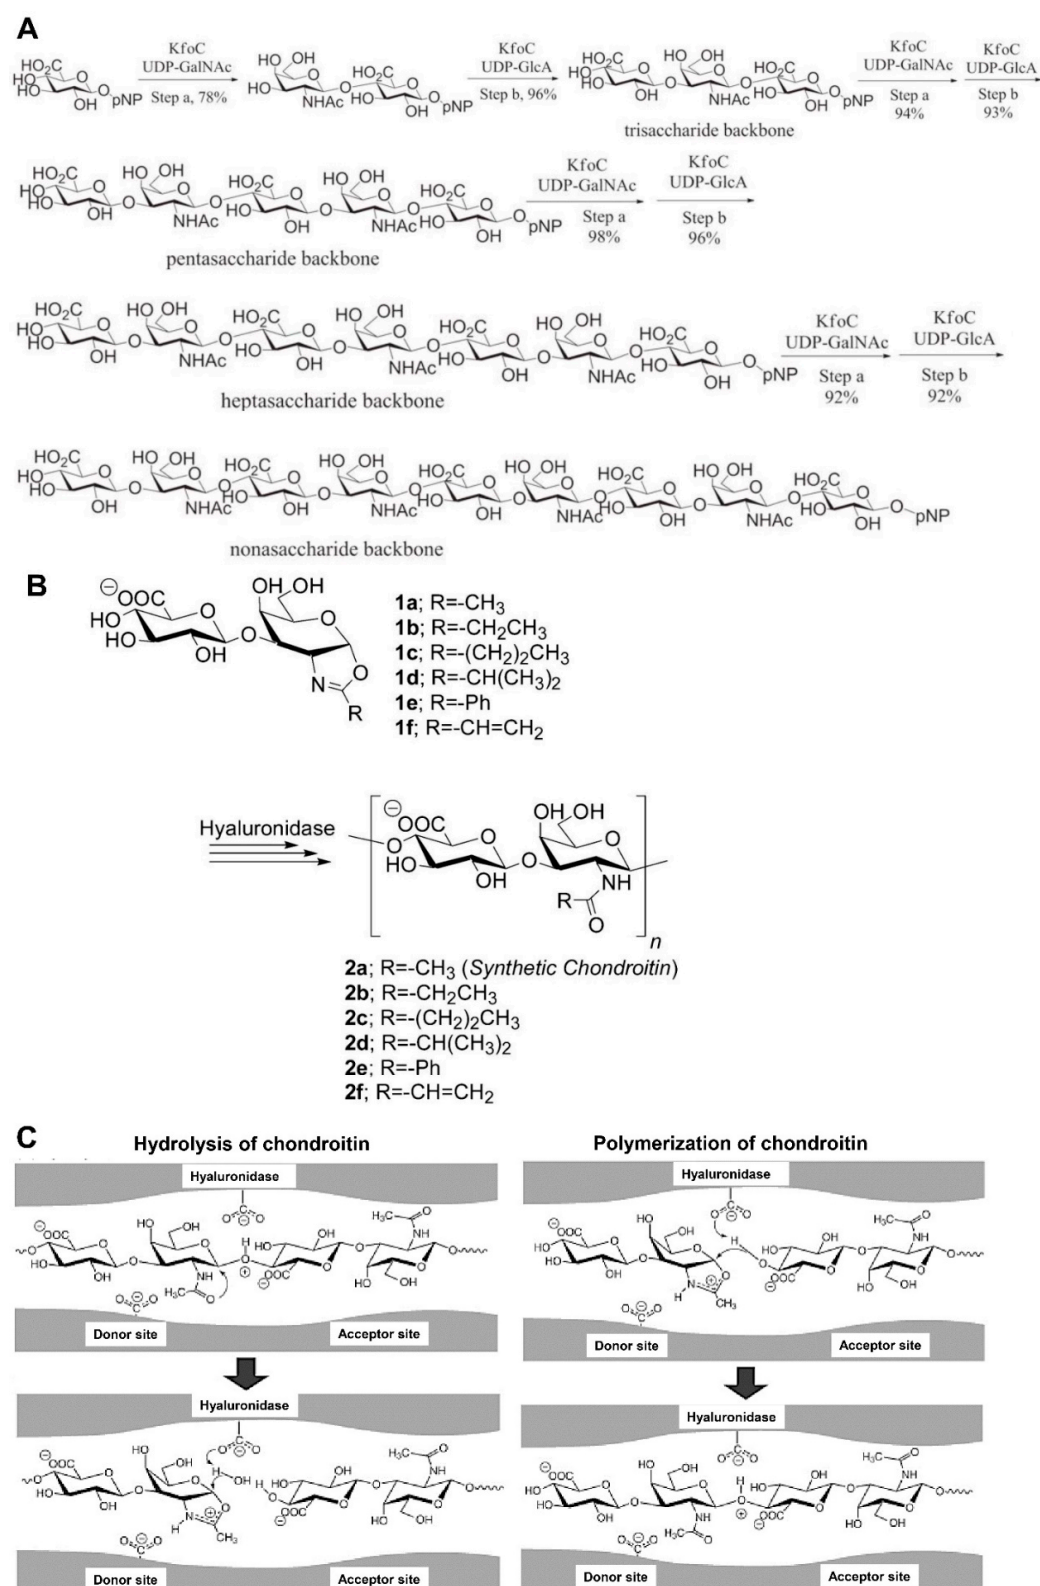 A
KfoC
UDP-GalNAc
Step a, 78%
KfoC
UDP-GlcA
Step b, 96%
KfoC
UDP-GalNAc
Step a
94%
KfoC
UDP-GlcA
Step b
93%
trisaccharide backbone
KfoC
UDP-GalNAc
Step a
98%
KfoC
UDP-GlcA
Step b
96%
pentasaccharide backbone
KfoC
UDP-GalNAc
Step a
92%
KfoC
UDP-GlcA
Step b
92%
heptasaccharide backbone
nonasaccharide backbone
B
1a; R=-CH3
1b; R=-CH2CH3
1c; R=-(CH2)2CH3
1d; R=-CH(CH3)2
1e; R=-Ph
1f; R=-CH=CH2
Hyaluronidase
n
2a; R=-CH3 (Synthetic Chondroitin)
2b; R=-CH2CH3
2c; R=-(CH2)2CH3
2d; R=-CH(CH3)2
2e; R=-Ph
2f; R=-CH=CH2
C
Hydrolysis of chondroitin
Hyaluronidase
Donor site
Acceptor site
Hyaluronidase
Donor site
Acceptor site
Polymerization of chondroitin
Hyaluronidase
Donor site
Acceptor site
Hyaluronidase
Donor site
Acceptor site